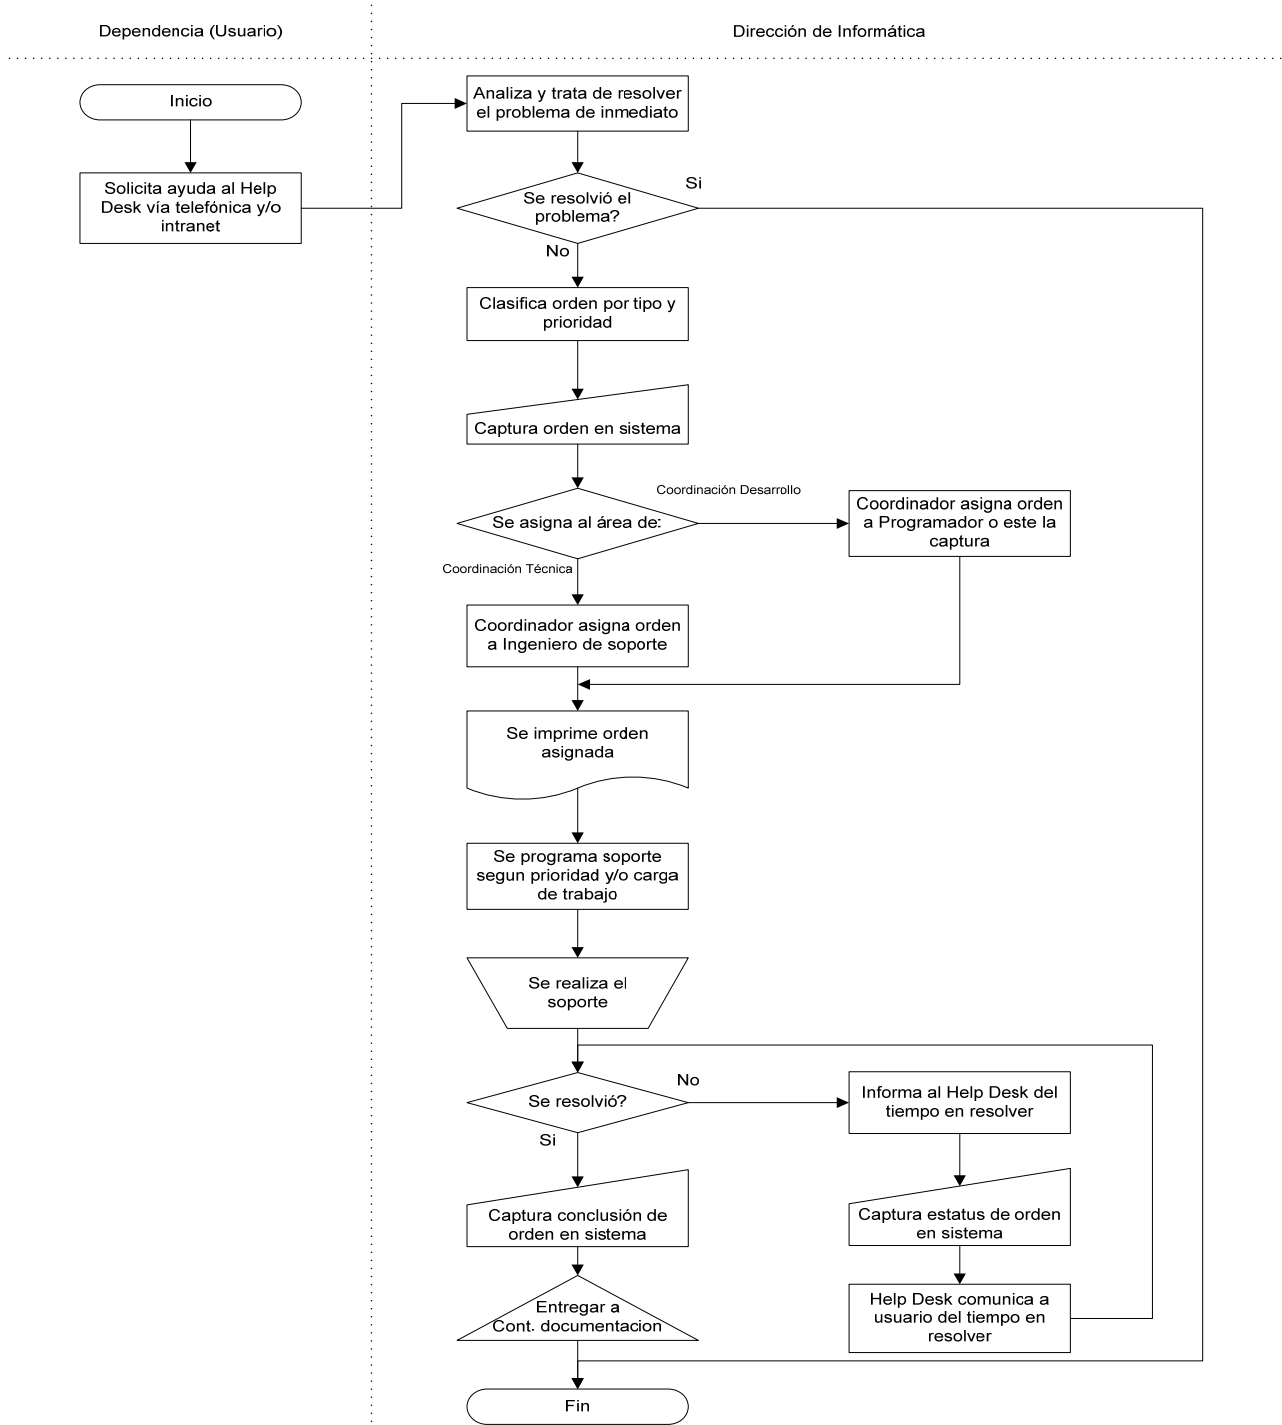 Dependencia (Usuario)
Dirección de Informática
Inicio
Solicita ayuda al Help
Desk vía telefónica y/o
intranet
Analiza y trata de resolver
el problema de inmediato
Se resolvió el
problema?
Si
No
Clasifica orden por tipo y
prioridad
Captura orden en sistema
Se asigna al área de:
Coordinación Desarrollo
Coordinador asigna orden
a Programador o este la
captura
Coordinación Técnica
Coordinador asigna orden
a Ingeniero de soporte
Se imprime orden
asignada
Se programa soporte
segun prioridad y/o carga
de trabajo
Se realiza el
soporte
Se resolvió?
No
Informa al Help Desk del
tiempo en resolver
Captura estatus de orden
en sistema
Help Desk comunica a
usuario del tiempo en
resolver
Si
Captura conclusión de
orden en sistema
Entregar a
Cont. documentacion
Fin